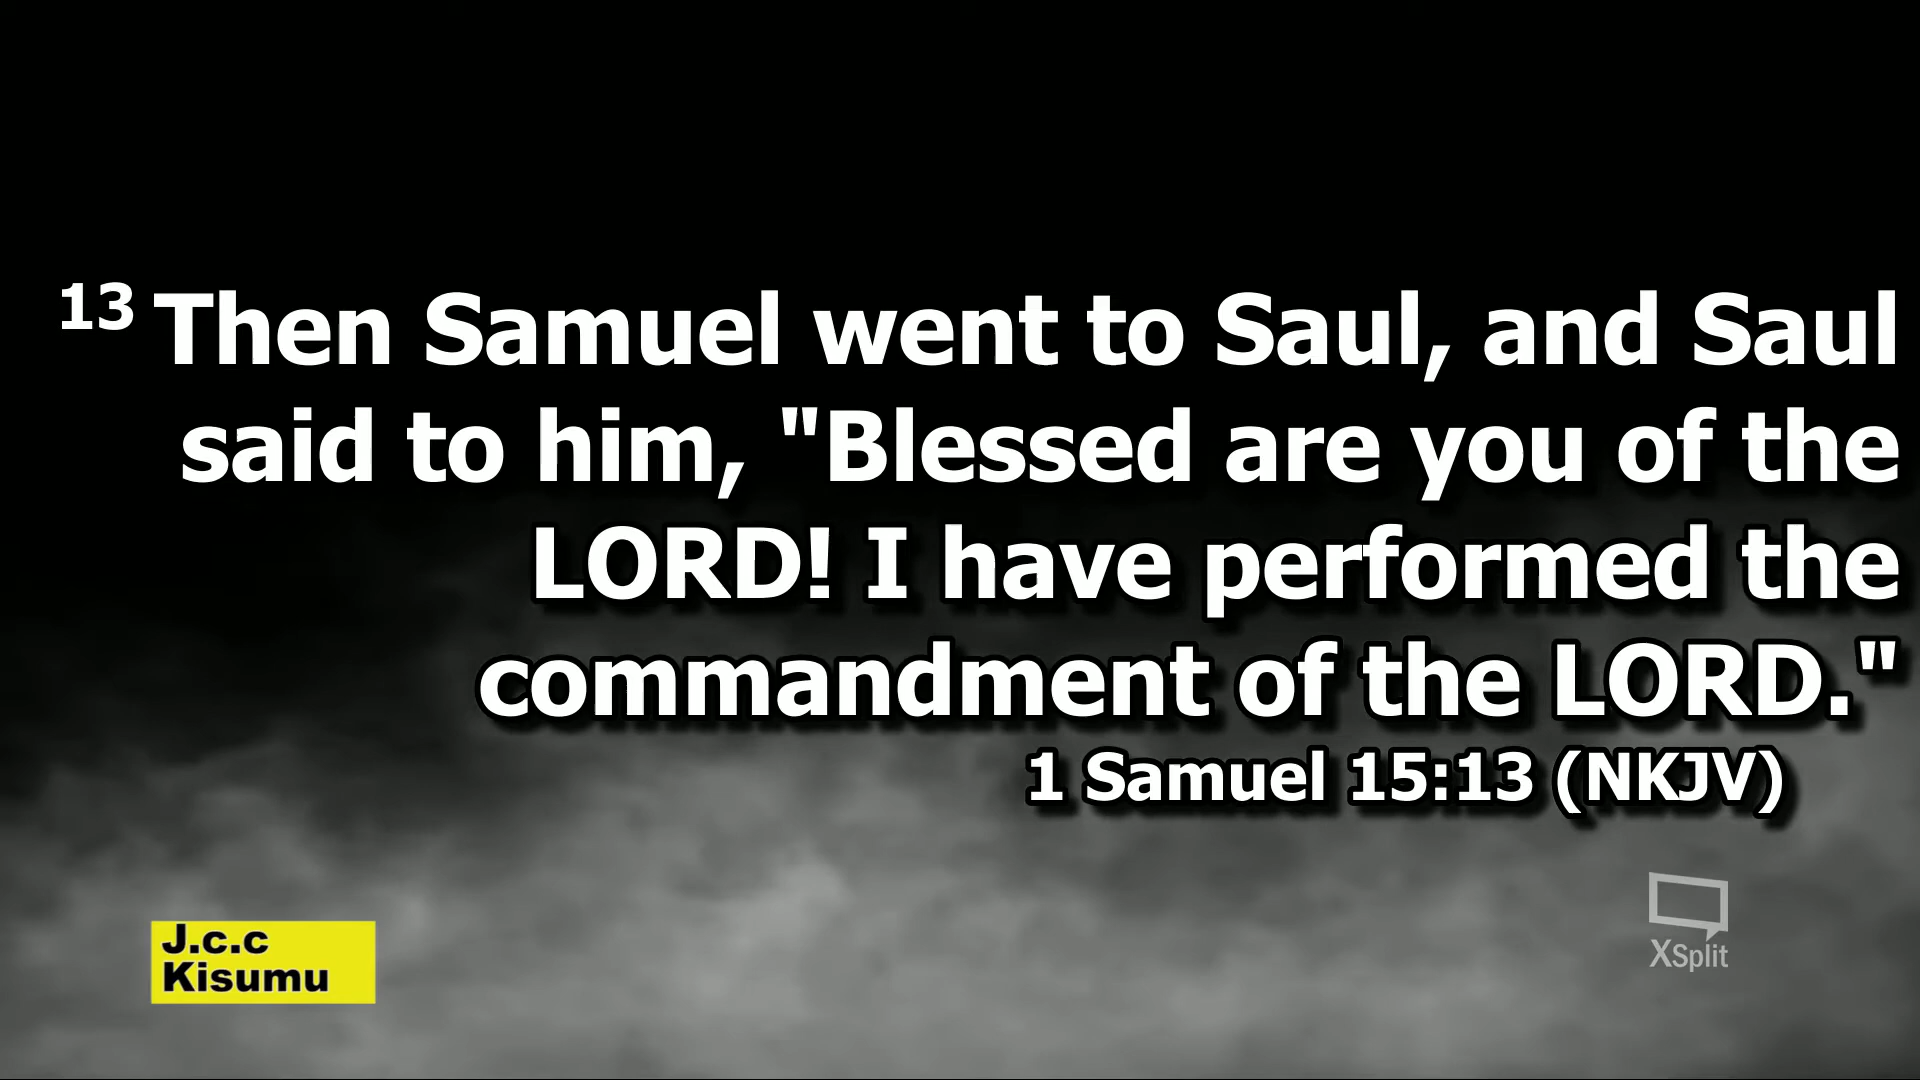 13 Then Samuel went to Saul, and Saul
said to him, "Blessed are you of the
LORD! I have performed the
commandment of the LORD."
1 Samuel 15:13 (NKJV)
J.c.c
Kisumu
XSplit